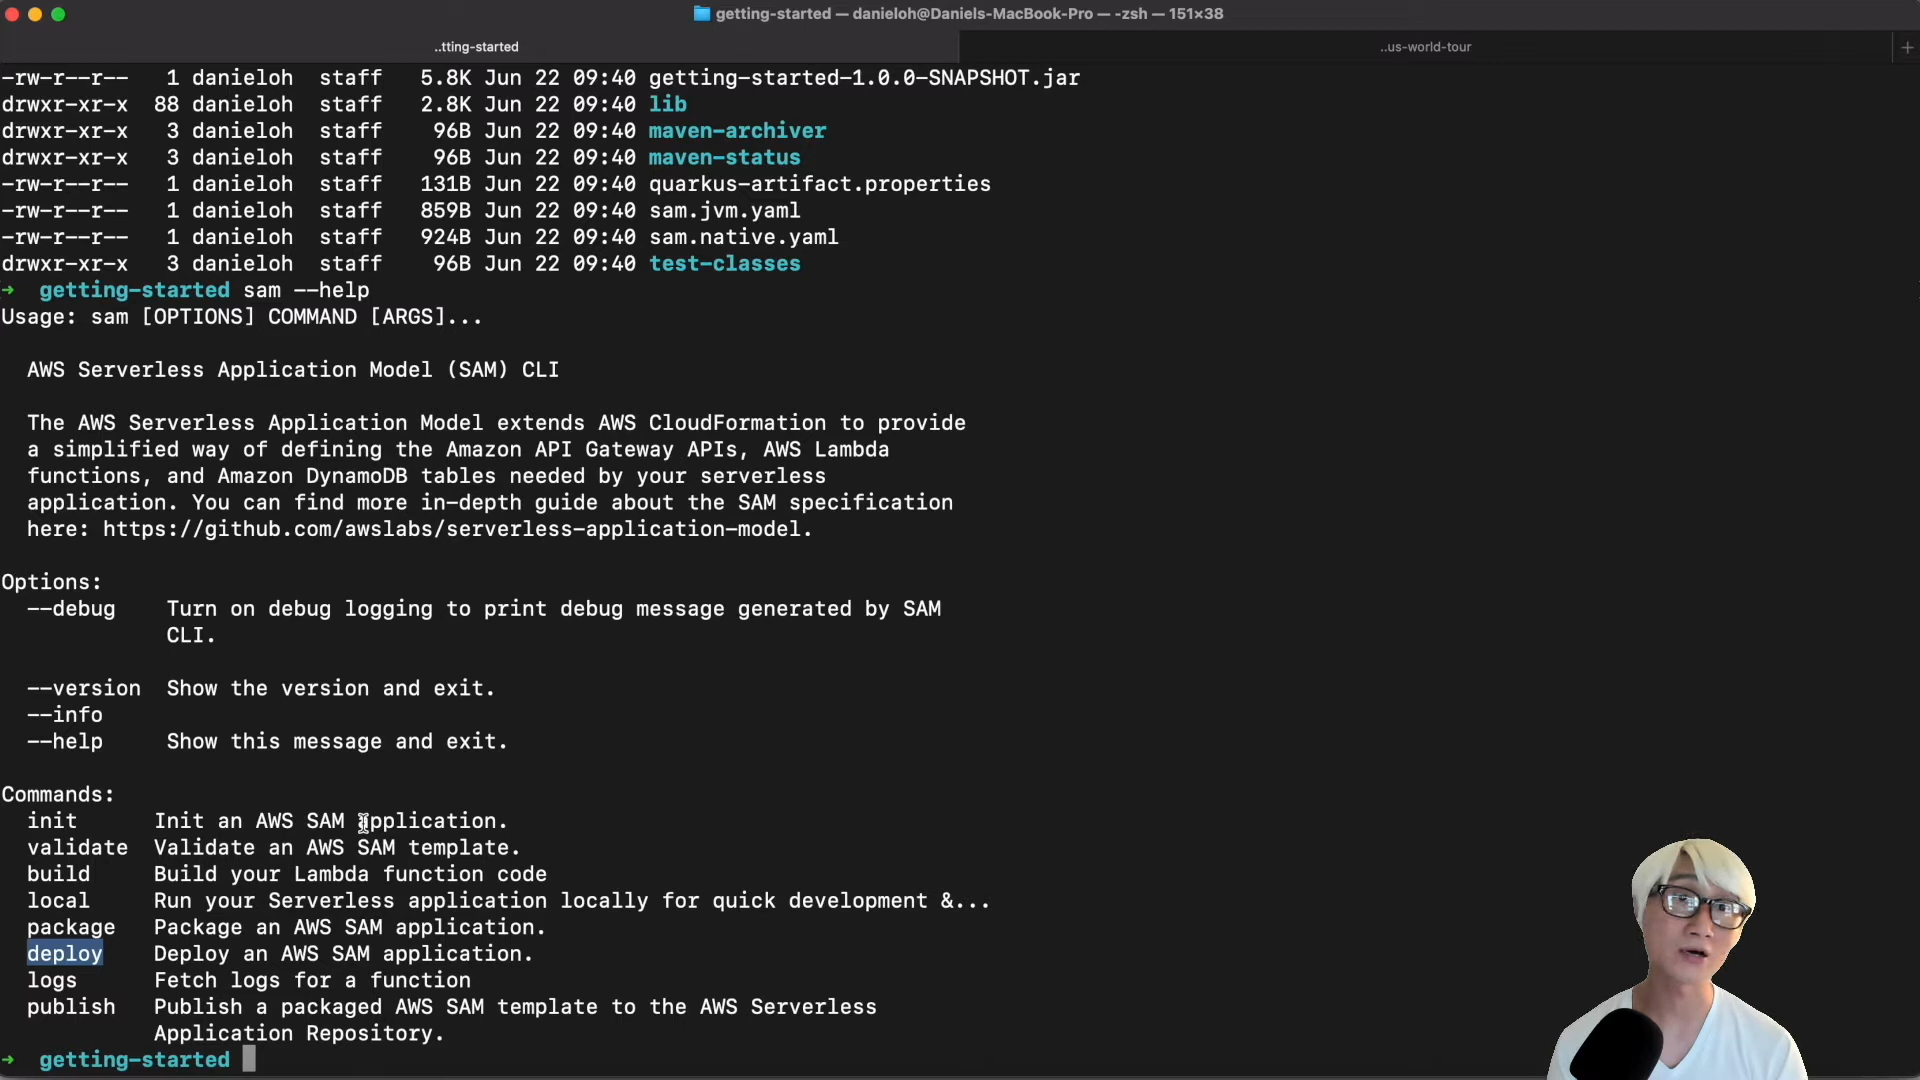 getting-started — danieloh@Daniels-MacBook-Pro — -zsh — 151×38
..tting-started
..us-world-tour
+
-rw-r--r-- 1 danieloh staff 5.8K Jun 22 09:40 getting-started-1.0.0-SNAPSHOT.jar
drwxr-xr-x 88 danieloh staff 2.8K Jun 22 09:40 lib
drwxr-xr-x 3 danieloh staff 96B Jun 22 09:40 maven-archiver
drwxr-xr-x 3 danieloh staff 96B Jun 22 09:40 maven-status
-rw-r--r-- 1 danieloh staff 131B Jun 22 09:40 quarkus-artifact.properties
-rw-r--r-- 1 danieloh staff 859B Jun 22 09:40 sam.jvm.yaml
-rw-r--r-- 1 danieloh staff 924B Jun 22 09:40 sam.native.yaml
drwxr-xr-x 3 danieloh staff 96B Jun 22 09:40 test-classes
→ getting-started sam --help
Usage: sam [OPTIONS] COMMAND [ARGS]...
AWS Serverless Application Model (SAM) CLI
The AWS Serverless Application Model extends AWS CloudFormation to provide
a simplified way of defining the Amazon API Gateway APIs, AWS Lambda
functions, and Amazon DynamoDB tables needed by your serverless
application. You can find more in-depth guide about the SAM specification
here: https://github.com/awslabs/serverless-application-model.
Options:
--debug Turn on debug logging to print debug message generated by SAM
CLI.
--version Show the version and exit.
--info
--help Show this message and exit.
Commands:
init Init an AWS SAM application.
validate Validate an AWS SAM template.
build Build your Lambda function code
local Run your Serverless application locally for quick development &...
package Package an AWS SAM application.
deploy Deploy an AWS SAM application.
logs Fetch logs for a function
publish Publish a packaged AWS SAM template to the AWS Serverless
Application Repository.
→ getting-started